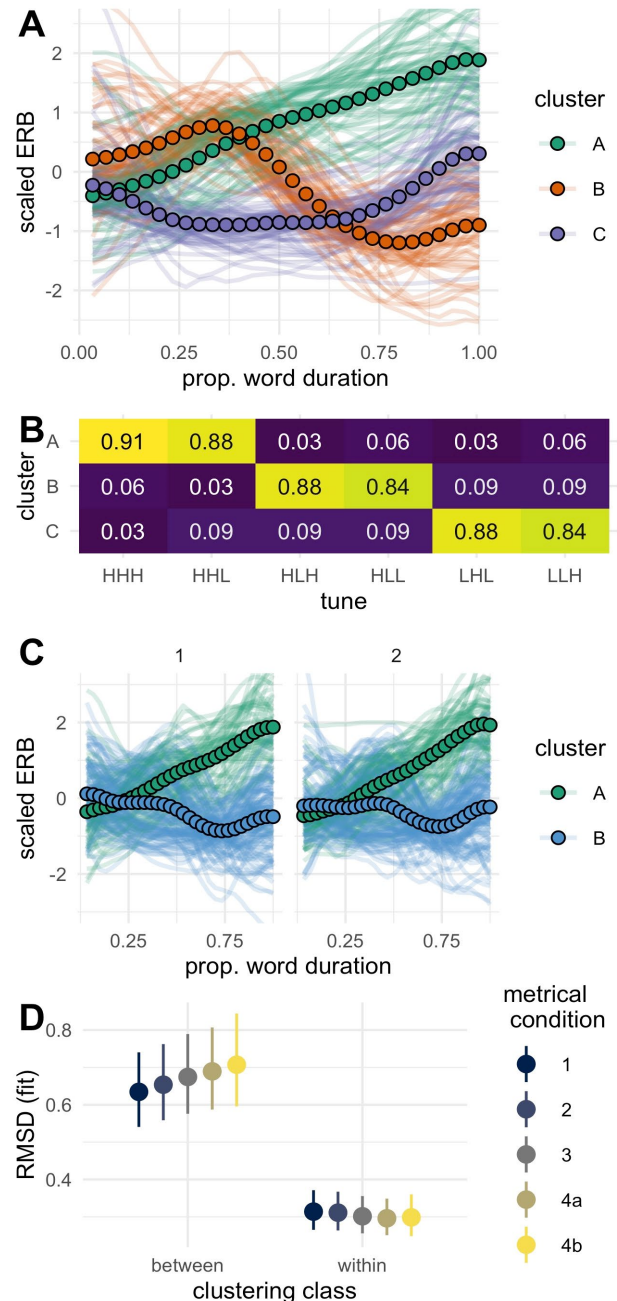 A
2
1
0
-1
-2
scaled ERB
0.00 0.25 0.50 0.75 1.00
prop. word duration
cluster
A
B
C
B
cluster
A 0.91 0.88 0.03 0.06 0.03 0.06
B 0.06 0.03 0.88 0.84 0.09 0.09
C 0.03 0.09 0.09 0.09 0.88 0.84
HHH HHL HLH HLL LHL LLH
tune
C
1 2
2
0
-2
scaled ERB
0.25 0.75 0.25 0.75
prop. word duration
cluster
A
B
D
0.8
0.6
0.4
RMSD (fit)
between within
clustering class
metrical
condition
1
2
3
4a
4b